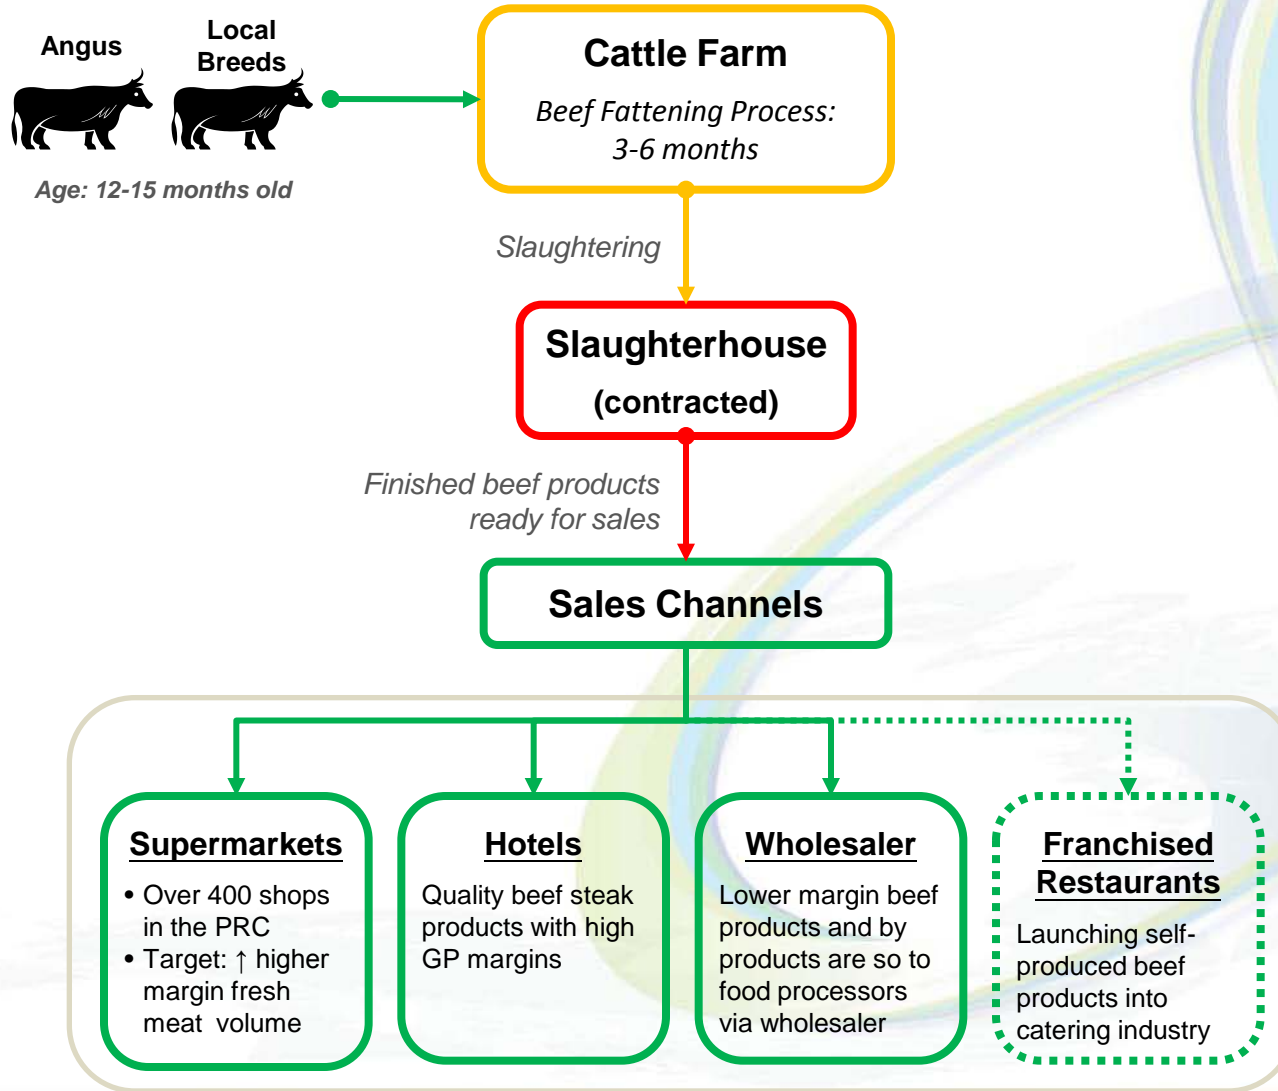 Angus
Local
Breeds
Age: 12-15 months old
Cattle Farm
Beef Fattening Process:
3-6 months
Slaughtering
Slaughterhouse
(contracted)
Finished beef products
ready for sales
Sales Channels
Supermarkets
• Over 400 shops
in the PRC
• Target: ↑ higher
margin fresh
meat volume
Hotels
Quality beef steak
products with high
GP margins
Wholesaler
Lower margin beef
products and by
products are so to
food processors
via wholesaler
Franchised
Restaurants
Launching self-
produced beef
products into
catering industry